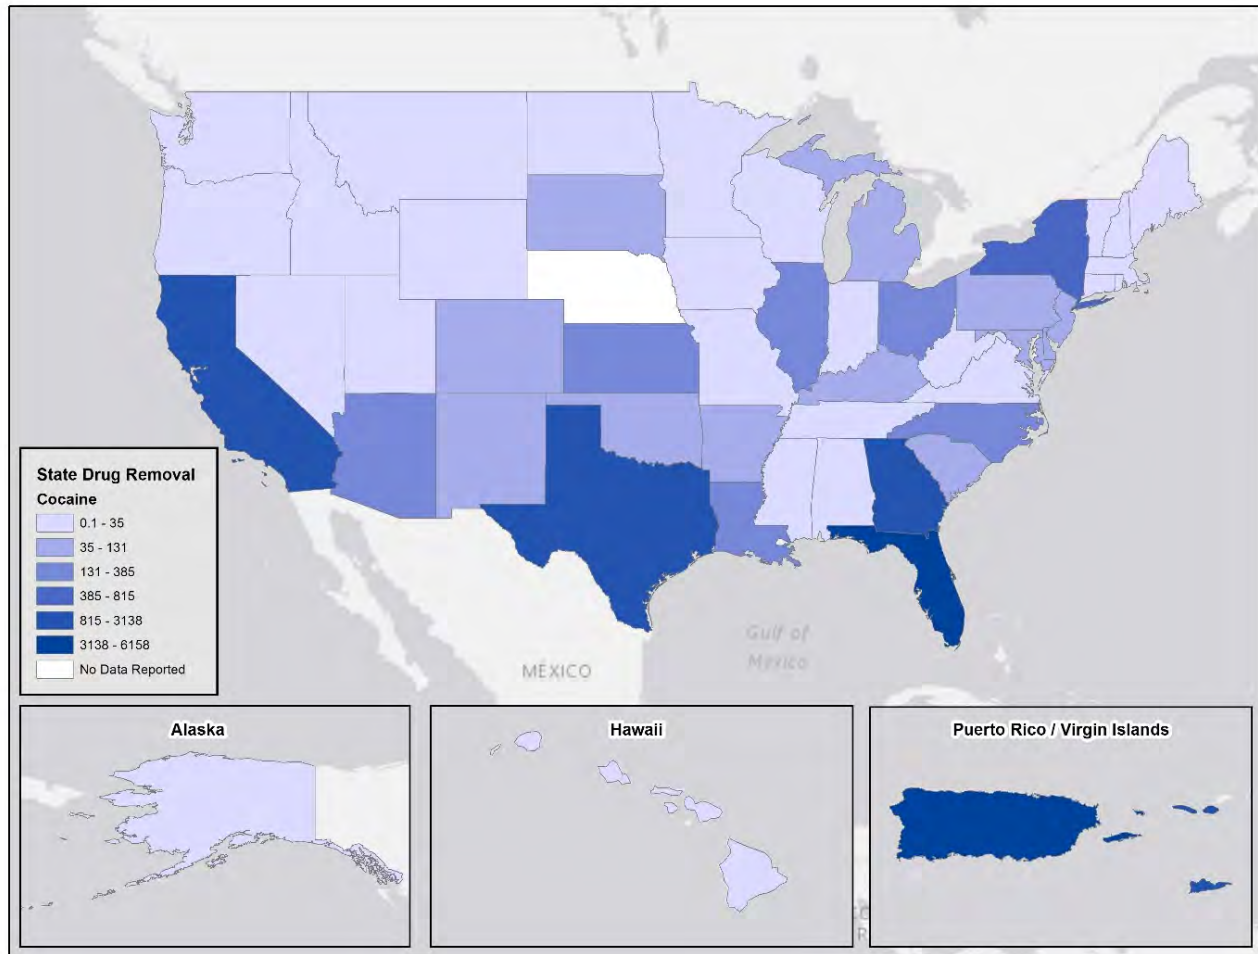 State Drug Removal
Cocaine
0.1 - 35
35 - 131
131 - 385
385 - 815
815 - 3138
3138 - 6158
No Data Reported
Gulf of
Mexico
MÉXICO
Alaska
Hawaii
Puerto Rico / Virgin Islands